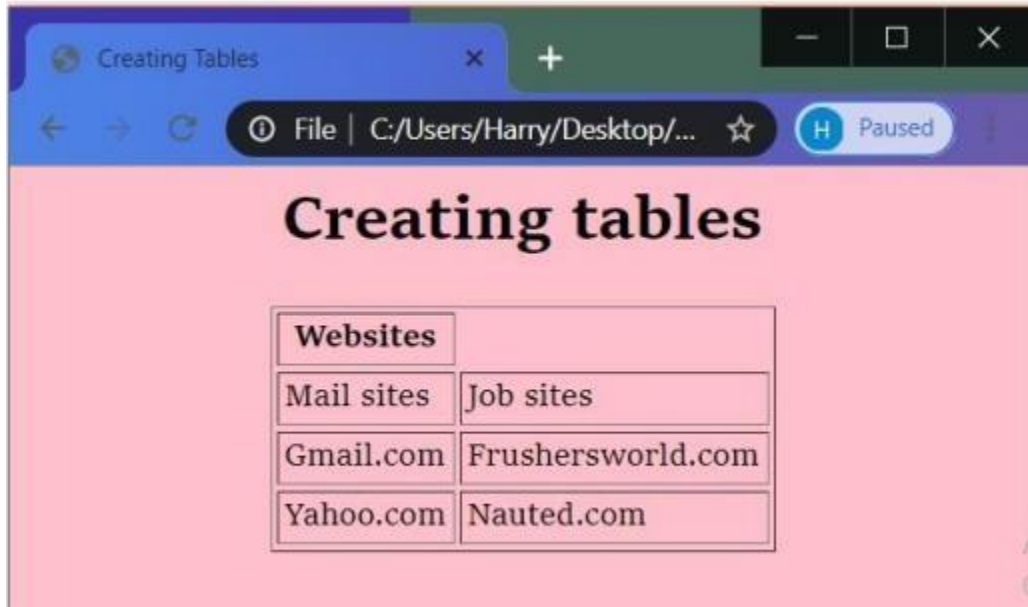 Creating Tables
File | C:/Users/Harry/Desktop/...
H Paused
Creating tables
Websites
Mail sites Job sites
Gmail.com Frushersworld.com
Yahoo.com Nauted.com